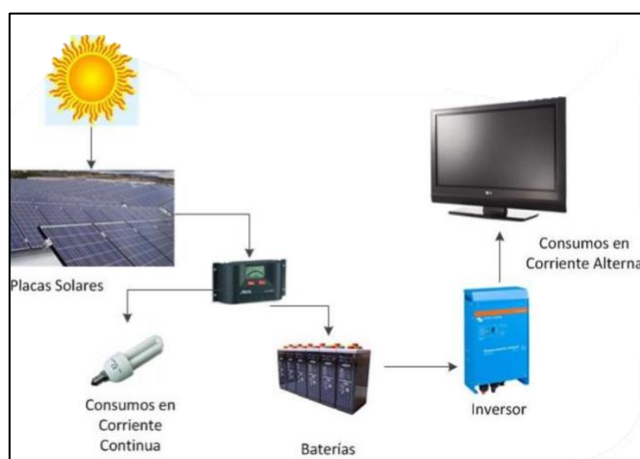 Placas Solares
Consumos en
Corriente Alterna
Consumos en
Corriente
Continua
Baterías
Inversor